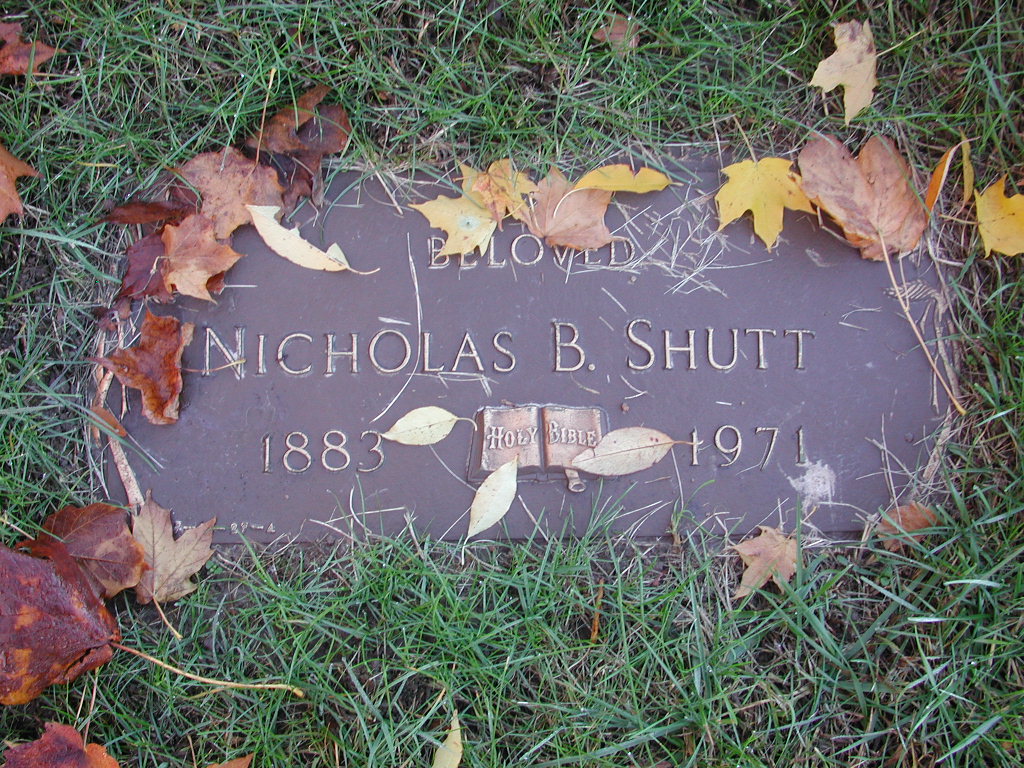 BELOVED
NICHOLAS B. SHUTT
HOLY BIBLE
1883 1971